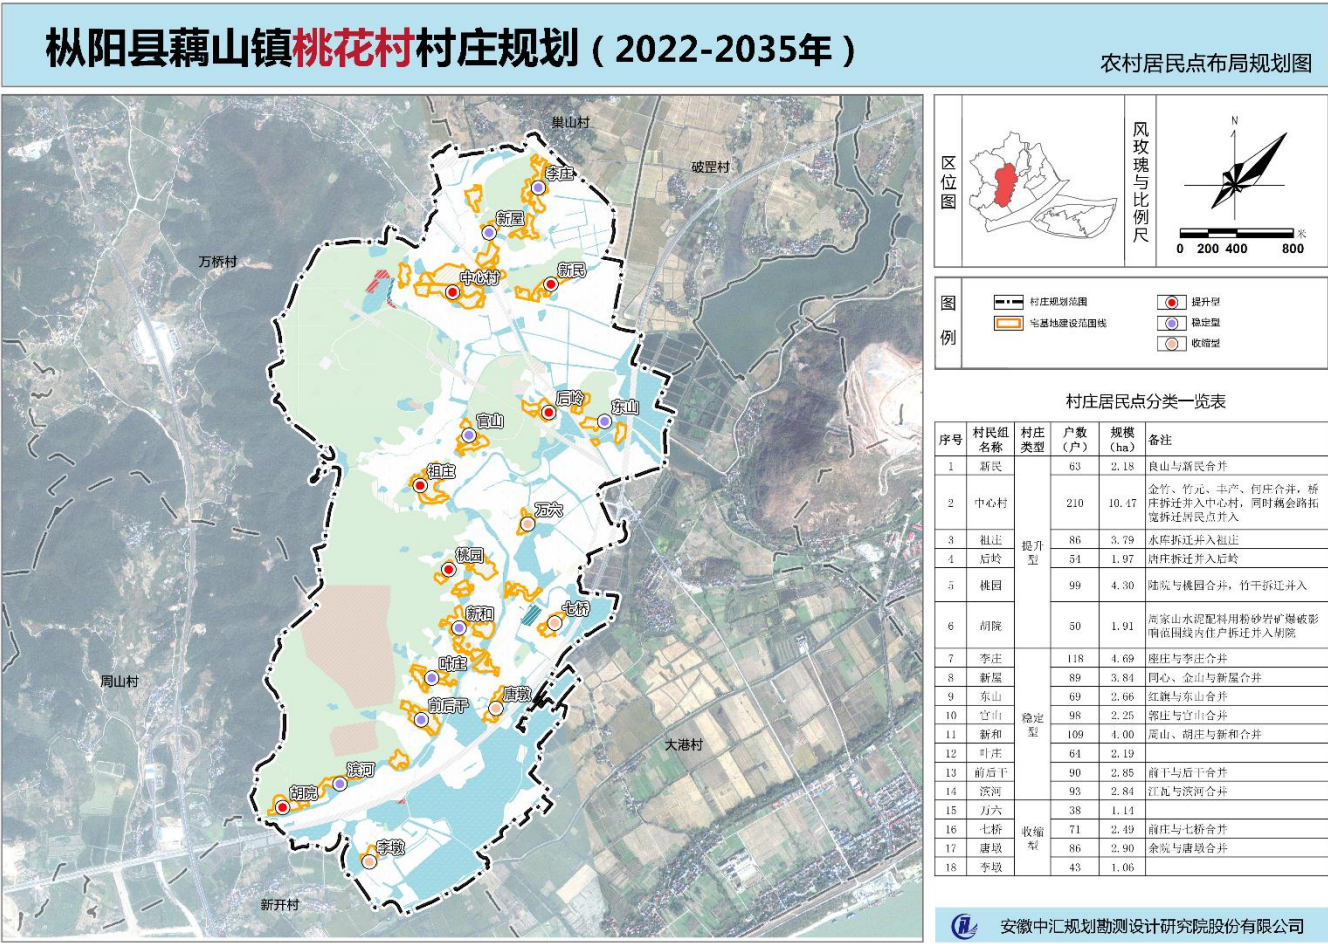 枞阳县藕山镇桃花村村庄规划（2022-2035年）
农村居民点布局规划图
巢山村
破罡村
万桥村
周山村
大港村
新开村
李庄
新屋
中心村
新民
后岭
东山
官山
祖庄
万六
桃园
新和
七桥
叶庄
唐墩
前后干
滨河
胡院
李墩
区位图
风玫瑰与比例尺
N
米
0 200 400 800
图例
村庄规划范围
宅基地建设范围线
提升型
稳定型
收缩型
村庄居民点分类一览表
序号 村民组名称 村庄类型 户数（户） 规模（ha） 备注
1 新民 提升型 63 2.18 良山与新民合并
2 中心村 210 10.47 金竹、竹元、丰产、何庄合并，桥
庄拆迁并入中心村，同时藕会路拓
宽拆迁居民点并入
3 祖庄 86 3.79 水库拆迁并入祖庄
4 后岭 54 1.97 唐庄拆迁并入后岭
5 桃园 99 4.30 陆院与桃园合并，竹干拆迁并入
6 胡院 50 1.91 周家山水泥配料用粉砂岩矿爆破影
响范围线内住户拆迁并入胡院
7 李庄 稳定型 118 4.69 座庄与李庄合并
8 新屋 89 3.84 同心、金山与新屋合并
9 东山 69 2.66 红旗与东山合并
10 官山 98 2.25 郭庄与官山合并
11 新和 109 4.00 周山、胡庄与新和合并
12 叶庄 64 2.19
13 前后干 90 2.85 前干与后干合并
14 滨河 93 2.84 江瓦与滨河合并
15 万六 收缩型 38 1.14
16 七桥 71 2.49 前庄与七桥合并
17 唐墩 86 2.90 余院与唐墩合并
18 李墩 43 1.06
安徽中汇规划勘测设计研究院股份有限公司